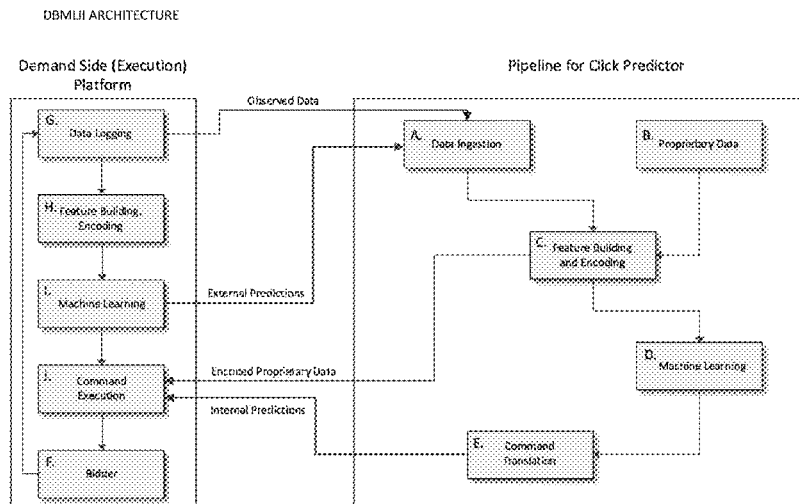 DBMLII ARCHITECTURE
Demand Side (Execution)
Platform
Pipeline for Click Predictor
Observed Data
G.
Data Logging
A.
Data Ingestion
B.
Proprietary Data
H.
Feature Building,
Encoding
C.
Feature Building
and Encoding
I.
Machine Learning
External Predictions
D.
Machine Learning
J.
Command
Execution
Encoded Proprietary Data
Internal Predictions
E.
Command
Translation
F.
Bidder